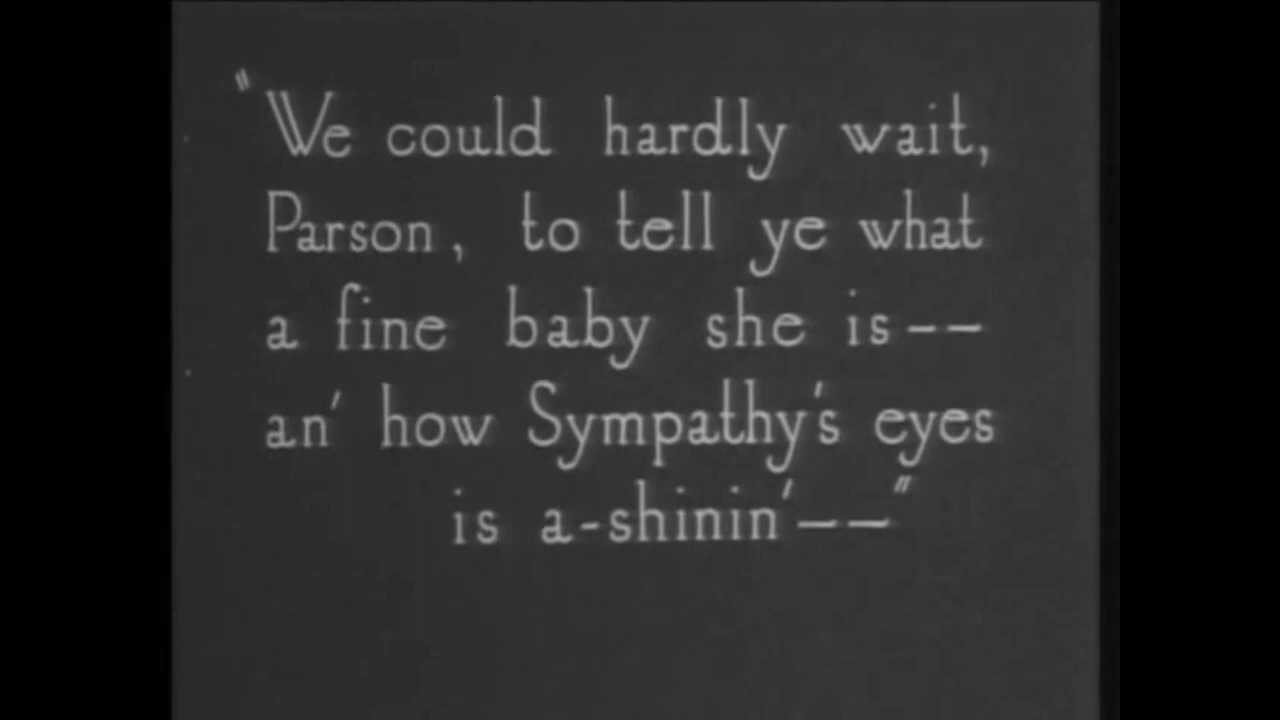 "We could hardly wait,
Parson, to tell ye what
a fine baby she is--
an' how Sympathy's eyes
is a-shinin'--"